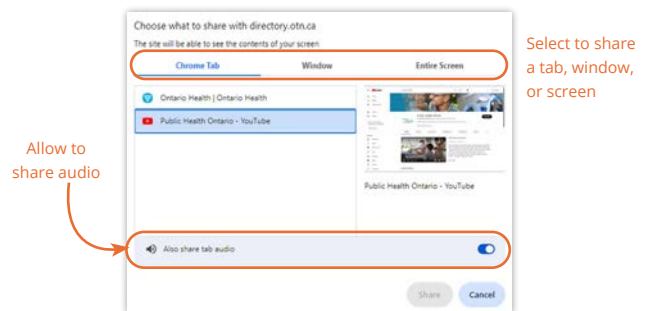 Choose what to share with directory.otn.ca
The site will be able to see the contents of your screen
Chrome Tab Window Entire Screen
Select to share
a tab, window,
or screen
Ontario Health | Ontario Health
Public Health Ontario - YouTube
Public Health Ontario - YouTube
Allow to
share audio
Also share tab audio
Share Cancel